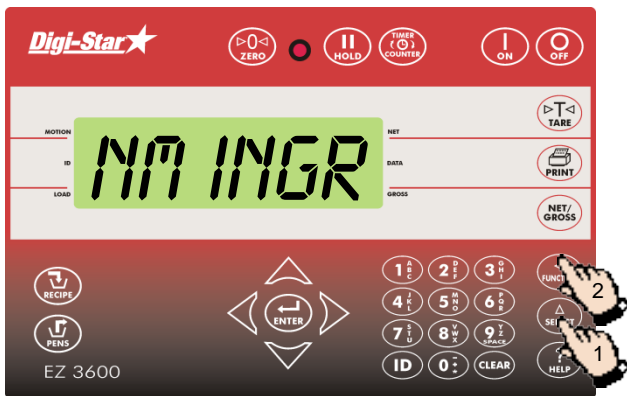 Digi-Star
0
ZERO
HOLD
TIMER
COUNTER
ON
OFF
T
TARE
MOTION
NET
NMINGR
ID
DATA
PRINT
LOAD
GROSS
NET/
GROSS
RECIPE
PENS
ENTER
1 A B C
2 D E F
3 G H I
4 J K L
5 M N O
6 P Q R
7 S T U
8 V W X
9 Y Z SPACE
ID
0 - . +
CLEAR
2
1
HELP
?
EZ 3600